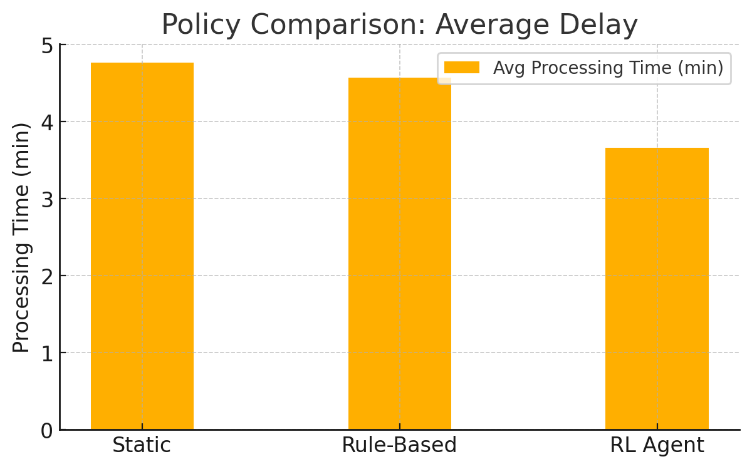 Policy Comparison: Average Delay
Avg Processing Time (min)
Processing Time (min)
5
4
3
2
1
0
Static Rule-Based RL Agent